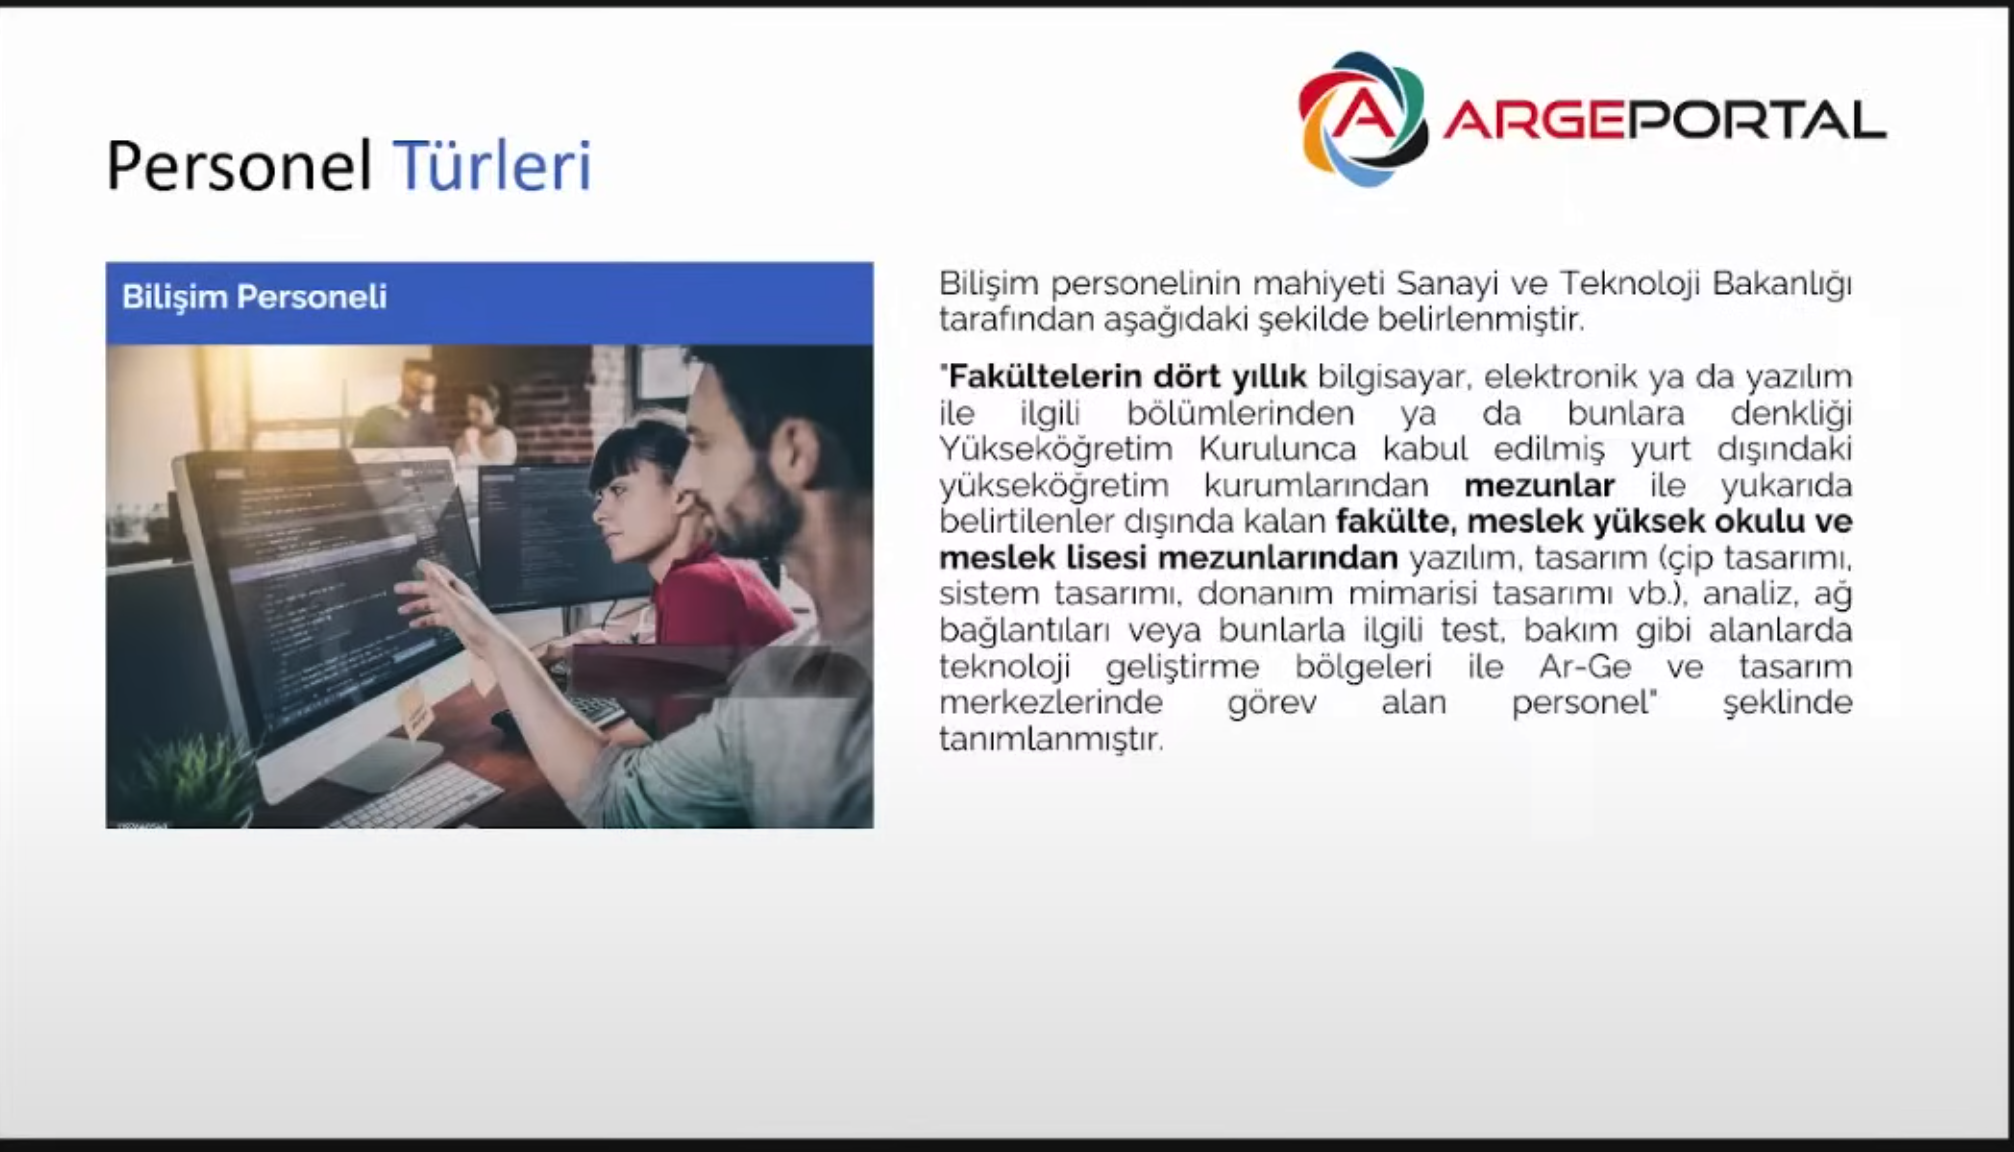 ARGEPORTAL
Personel Türleri
Bilişim Personeli
Bilişim personelinin mahiyeti Sanayi ve Teknoloji Bakanlığı
tarafından aşağıdaki şekilde belirlenmiştir.
"Fakültelerin dört yıllık bilgisayar, elektronik ya da yazılım
ile ilgili bölümlerinden ya da bunlara denkliği
Yükseköğretim Kurulunca kabul edilmiş yurt dışındaki
yükseköğretim kurumlarından mezunlar ile yukarıda
belirtilenler dışında kalan fakülte, meslek yüksek okulu ve
meslek lisesi mezunlarından yazılım, tasarım (çip tasarımı,
sistem tasarımı, donanım mimarisi tasarımı vb.), analiz, ağ
bağlantıları veya bunlarla ilgili test, bakım gibi alanlarda
teknoloji geliştirme bölgeleri ile Ar-Ge ve tasarım
merkezlerinde görev alan personel" şeklinde
tanımlanmıştır.